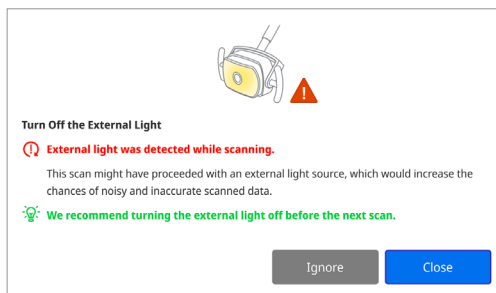 Turn Off the External Light
External light was detected while scanning.
This scan might have proceeded with an external light source, which would increase the
chances of noisy and inaccurate scanned data.
We recommend turning the external light off before the next scan.
Ignore
Close